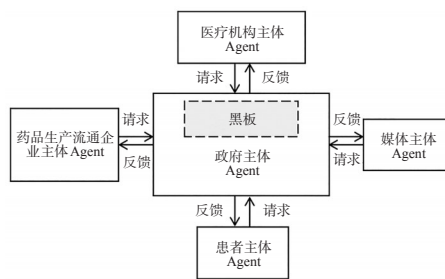 医疗机构主体
Agent
请求
反馈
药品生产流通企
业主体Agent
请求
反馈
黑板
政府主体
Agent
反馈
请求
媒体主体
Agent
反馈
请求
患者主体
Agent